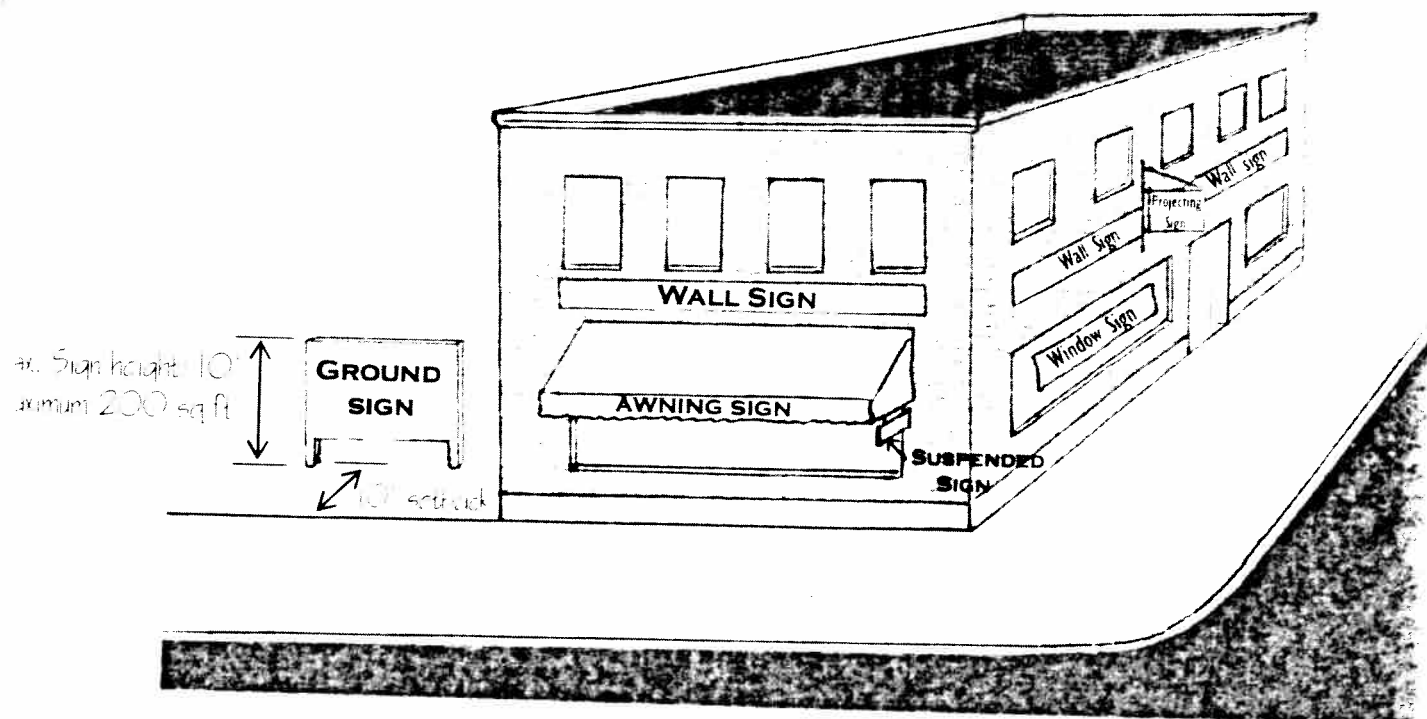 Sign height 10'
200 sq ft
GROUND
SIGN
setback
WALL SIGN
AWNING SIGN
SUSPENDED
SIGN
Wall Sign
Window Sign
Projecting
Sign
Wall sign